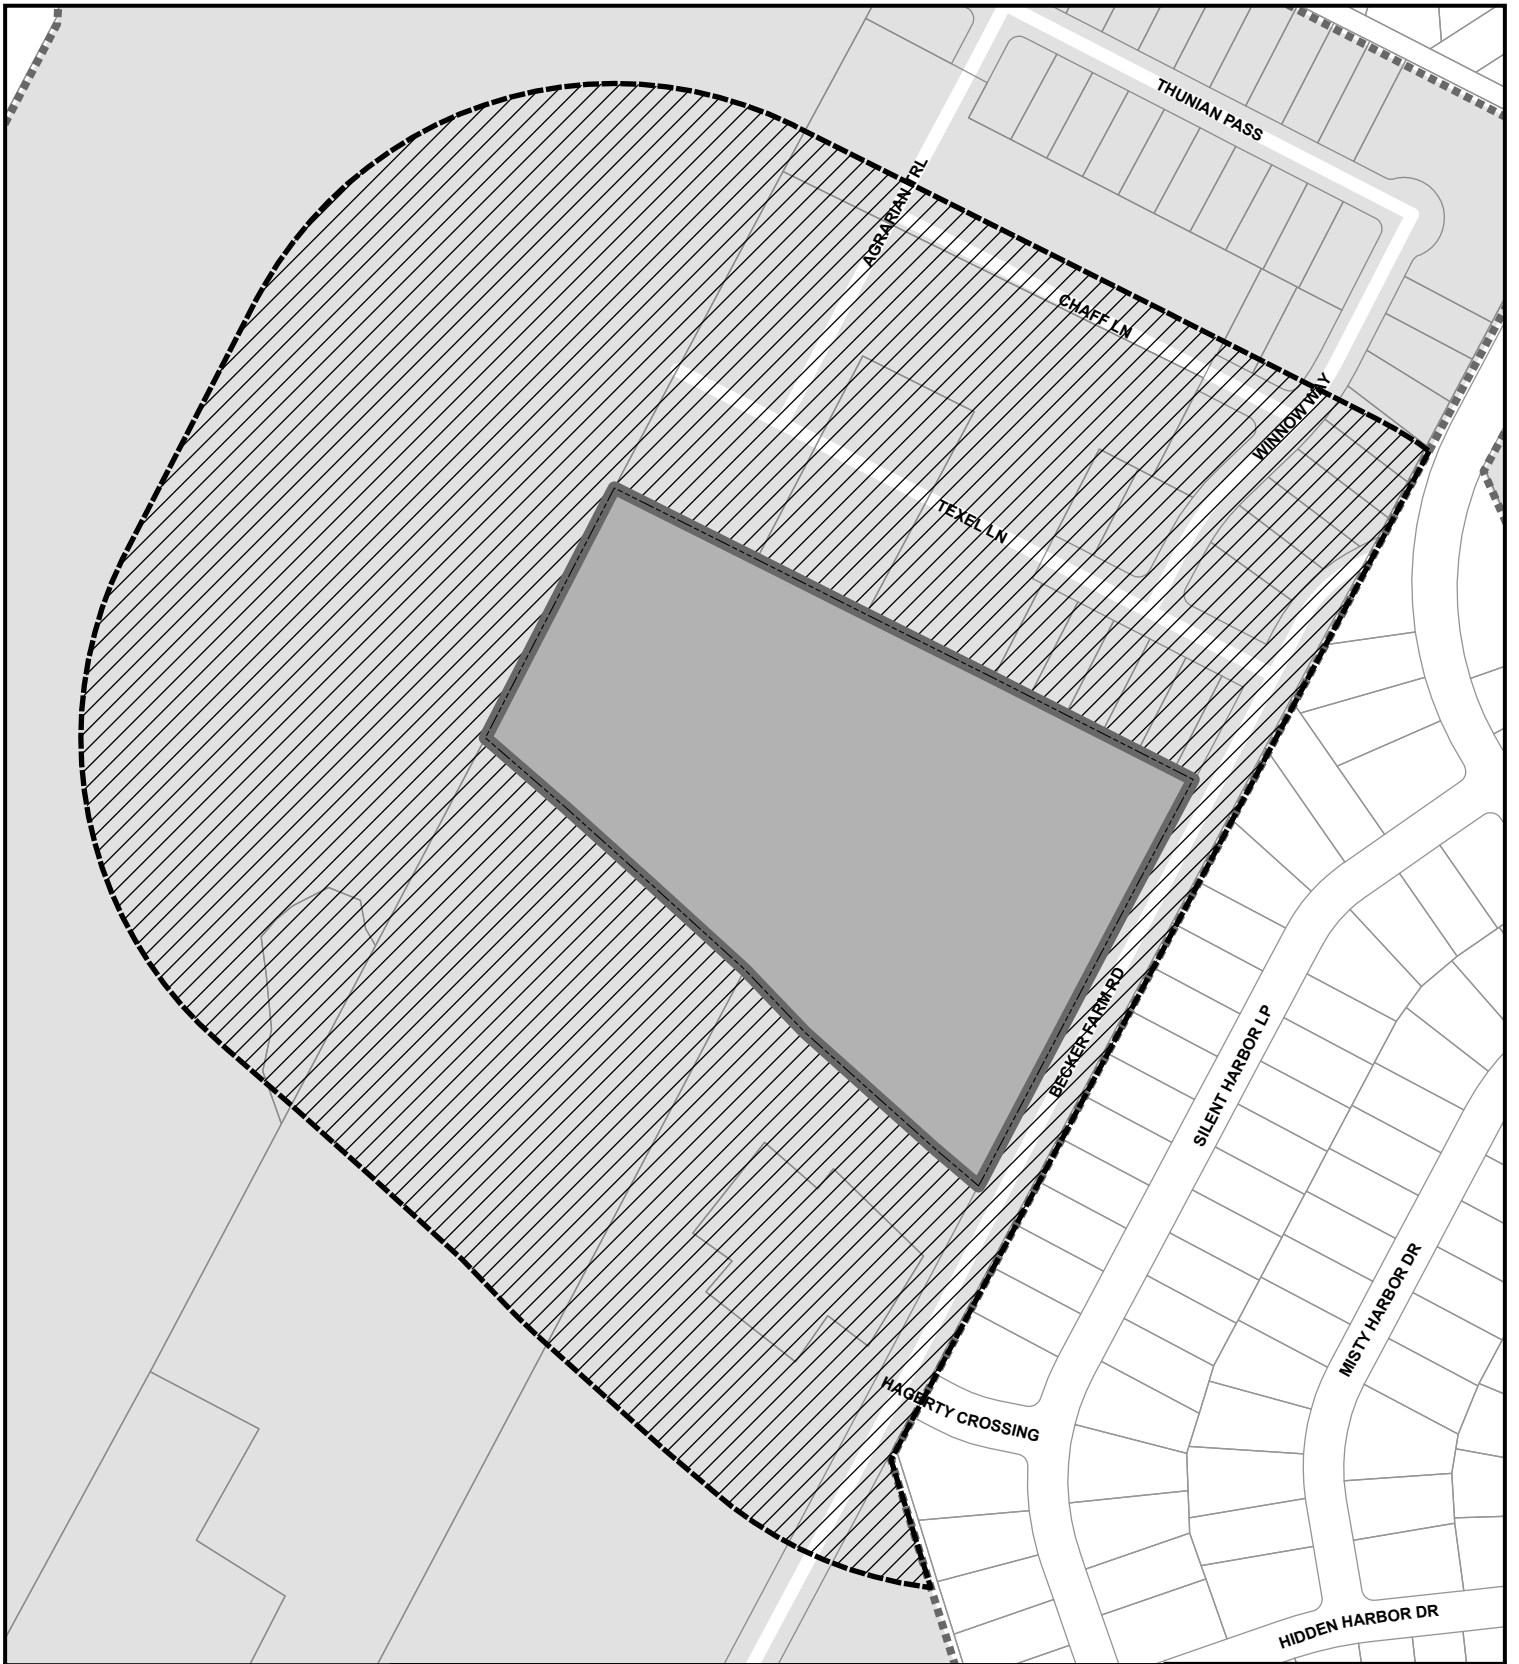 THUNIAN PASS
AGRARIAN TRL
CHAFF LN
WINNOW WAY
TEXEL LN
BECKER FARM RD
SILENT HARBOR LP
MISTY HARBOR DR
HAGERTY CROSSING
HIDDEN HARBOR DR